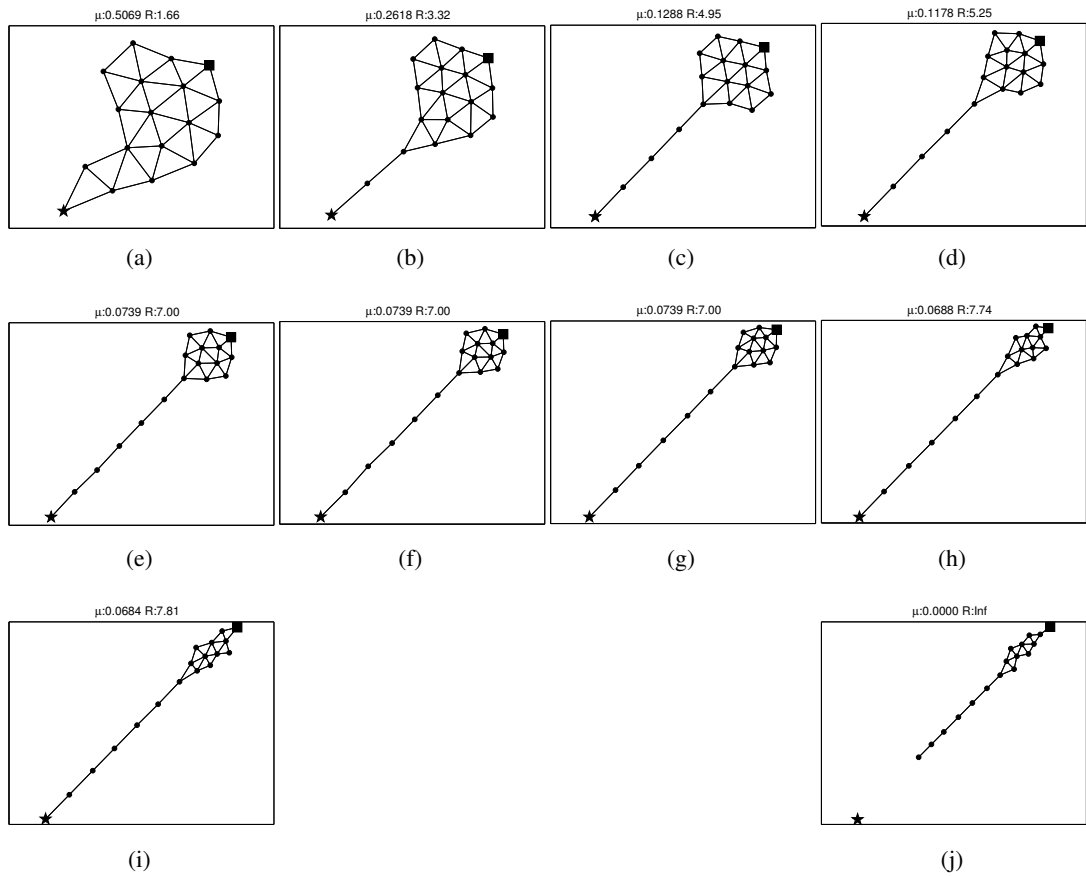 μ:0.5069 R:1.66
μ:0.2618 R:3.32
μ:0.1288 R:4.95
μ:0.1178 R:5.25
(a)
(b)
(c)
(d)
μ:0.0739 R:7.00
μ:0.0739 R:7.00
μ:0.0739 R:7.00
μ:0.0688 R:7.74
(e)
(f)
(g)
(h)
μ:0.0684 R:7.81
μ:0.0000 R:Inf
(i)
(j)